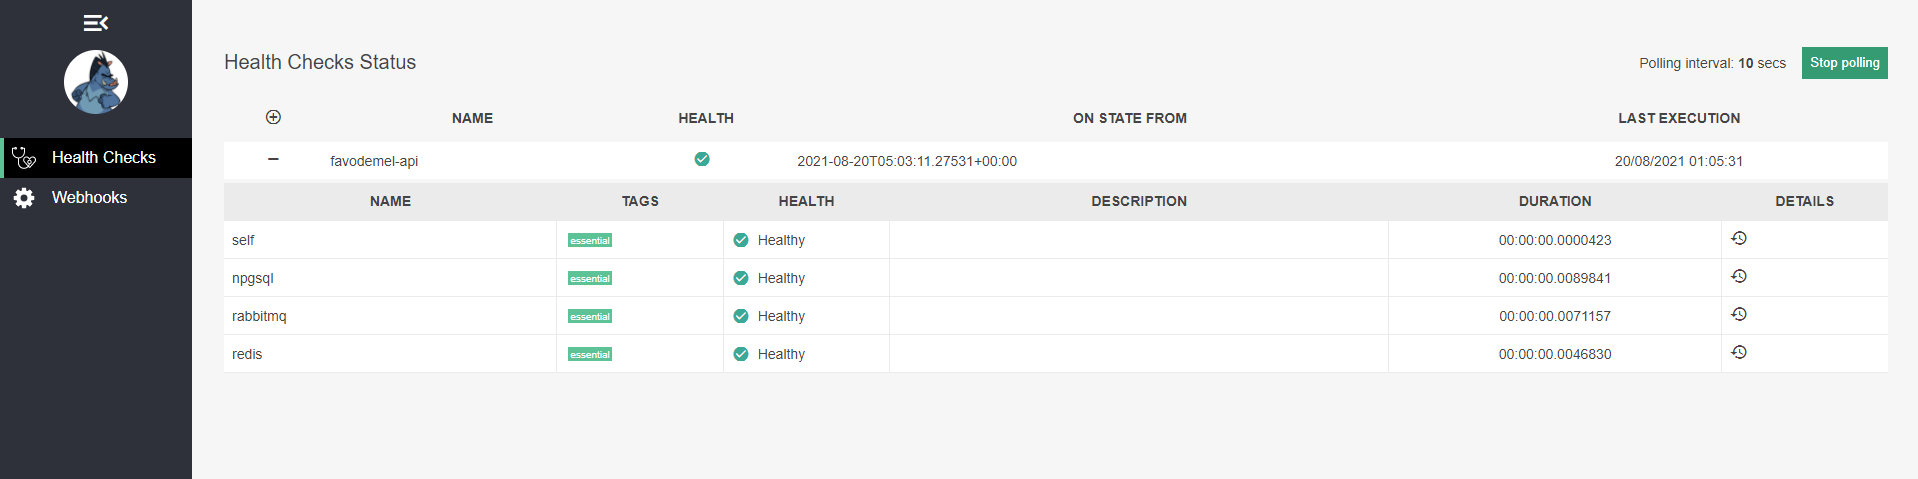 Health Checks Status
Polling interval: 10 secs Stop polling
NAME HEALTH ON STATE FROM LAST EXECUTION
Health Checks
favodemel-api 2021-08-20T05:03:11.27531+00:00 20/08/2021 01:05:31
Webhooks
NAME TAGS HEALTH DESCRIPTION DURATION DETAILS
self essential Healthy 00:00:00.0000423
npgsql essential Healthy 00:00:00.0089841
rabbitmq essential Healthy 00:00:00.0071157
redis essential Healthy 00:00:00.0046830